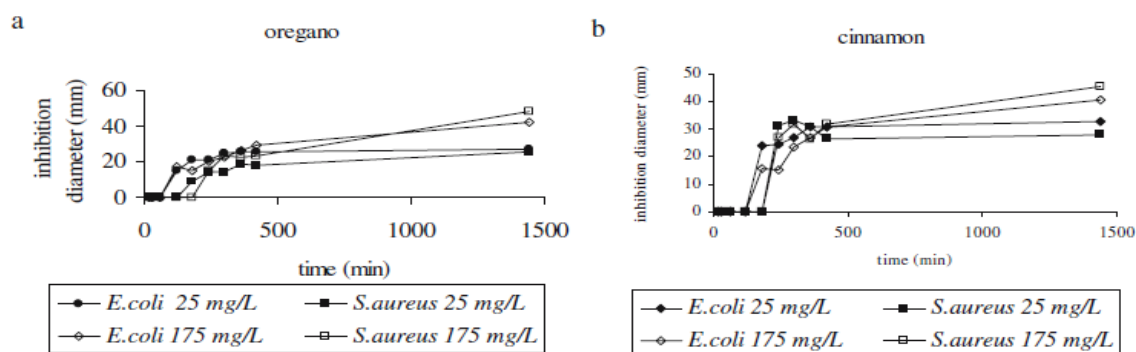 a
oregano
inhibition
diameter (mm)
60
40
20
0
0 500 1000 1500
time (min)
E.coli 25 mg/L S.aureus 25 mg/L
E.coli 175 mg/L S.aureus 175 mg/L
b
cinnamon
inhibition diameter (mm)
50
40
30
20
10
0
0 500 1000 1500
time (min)
E.coli 25 mg/L S.aureus 25 mg/L
E.coli 175 mg/L S.aureus 175 mg/L